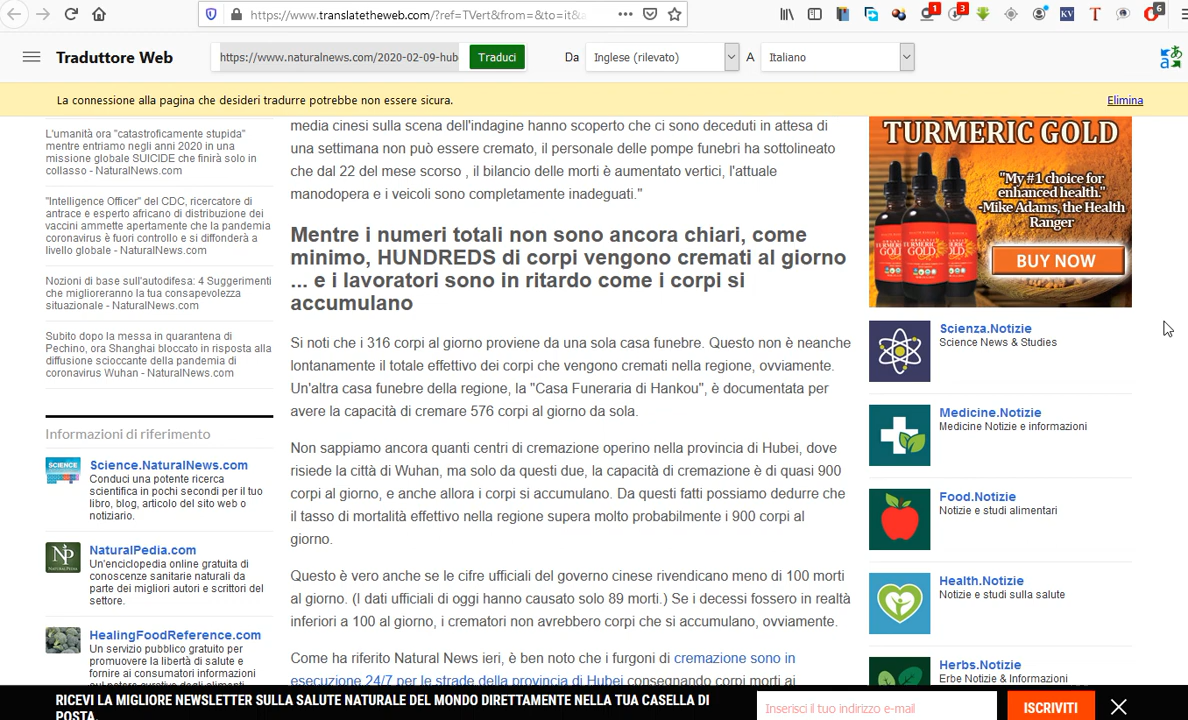 https://www.translatetheweb.com/?ref=TVert&from=&to=it&a
1
3
KV
T
6
Traduttore Web
https://www.naturalnews.com/2020-02-09-hub
Traduci
Da
Inglese (rilevato)
A
Italiano
La connessione alla pagina che desideri tradurre potrebbe non essere sicura.
Elimina
L'umanità ora "catastroficamente stupida"
mentre entriamo negli anni 2020 in una
missione globale SUICIDE che finirà solo in
collasso - NaturalNews.com
"Intelligence Officer" del CDC, ricercatore di
antrace e esperto africano di distribuzione dei
vaccini ammette apertamente che la pandemia
coronavirus è fuori controllo e si diffonderà a
livello globale - NaturalNews.com
Nozioni di base sull'autodifesa: 4 Suggerimenti
che miglioreranno la tua consapevolezza
situazionale - NaturalNews.com
Subito dopo la messa in quarantena di
Pechino, ora Shanghai bloccato in risposta alla
diffusione scioccante della pandemia di
coronavirus Wuhan - NaturalNews.com
Informazioni di riferimento
SCIENCE
Science.NaturalNews.com
Conduci una potente ricerca
scientifica in pochi secondi per il tuo
libro, blog, articolo del sito web o
notiziario.
NP
NaturalPedia.com
Un'enciclopedia online gratuita di
conoscenze sanitarie naturali da
parte dei migliori autori e scrittori del
settore.
HealingFoodReference.com
Un servizio pubblico gratuito per
promuovere la libertà di salute e
fornire ai consumatori informazioni
media cinesi sulla scena dell'indagine hanno scoperto che ci sono deceduti in attesa di
una settimana non può essere cremato, il personale delle pompe funebri ha sottolineato
che dal 22 del mese scorso , il bilancio delle morti è aumentato vertici, l'attuale
manodopera e i veicoli sono completamente inadeguati."
Mentre i numeri totali non sono ancora chiari, come
minimo, HUNDREDS di corpi vengono cremati al giorno
... e i lavoratori sono in ritardo come i corpi si
accumulano
Si noti che i 316 corpi al giorno proviene da una sola casa funebre. Questo non è neanche
lontanamente il totale effettivo dei corpi che vengono cremati nella regione, ovviamente.
Un'altra casa funebre della regione, la "Casa Funeraria di Hankou", è documentata per
avere la capacità di cremare 576 corpi al giorno da sola.
Non sappiamo ancora quanti centri di cremazione operino nella provincia di Hubei, dove
risiede la città di Wuhan, ma solo da questi due, la capacità di cremazione è di quasi 900
corpi al giorno, e anche allora i corpi si accumulano. Da questi fatti possiamo dedurre che
il tasso di mortalità effettivo nella regione supera molto probabilmente i 900 corpi al
giorno.
Questo è vero anche se le cifre ufficiali del governo cinese rivendicano meno di 100 morti
al giorno. (I dati ufficiali di oggi hanno causato solo 89 morti.) Se i decessi fossero in realtà
inferiori a 100 al giorno, i crematori non avrebbero corpi che si accumulano, ovviamente.
Come ha riferito Natural News ieri, è ben noto che i furgoni di cremazione sono in
esecuzione 24/7 per le strade della provincia di Hubei consegnando corpi morti ai
TURMERIC GOLD
"My #1 choice for
enhanced health."
-Mike Adams, the Health
Ranger
BUY NOW
Scienza.Notizie
Science News & Studies
Medicine.Notizie
Medicine Notizie e informazioni
Food.Notizie
Notizie e studi alimentari
Health.Notizie
Notizie e studi sulla salute
Herbs.Notizie
Erbe Notizie & Informazioni
RICEVI LA MIGLIORE NEWSLETTER SULLA SALUTE NATURALE DEL MONDO DIRETTAMENTE NELLA TUA CASELLA DI
POSTA.
Inserisci il tuo indirizzo e-mail
ISCRIVITI